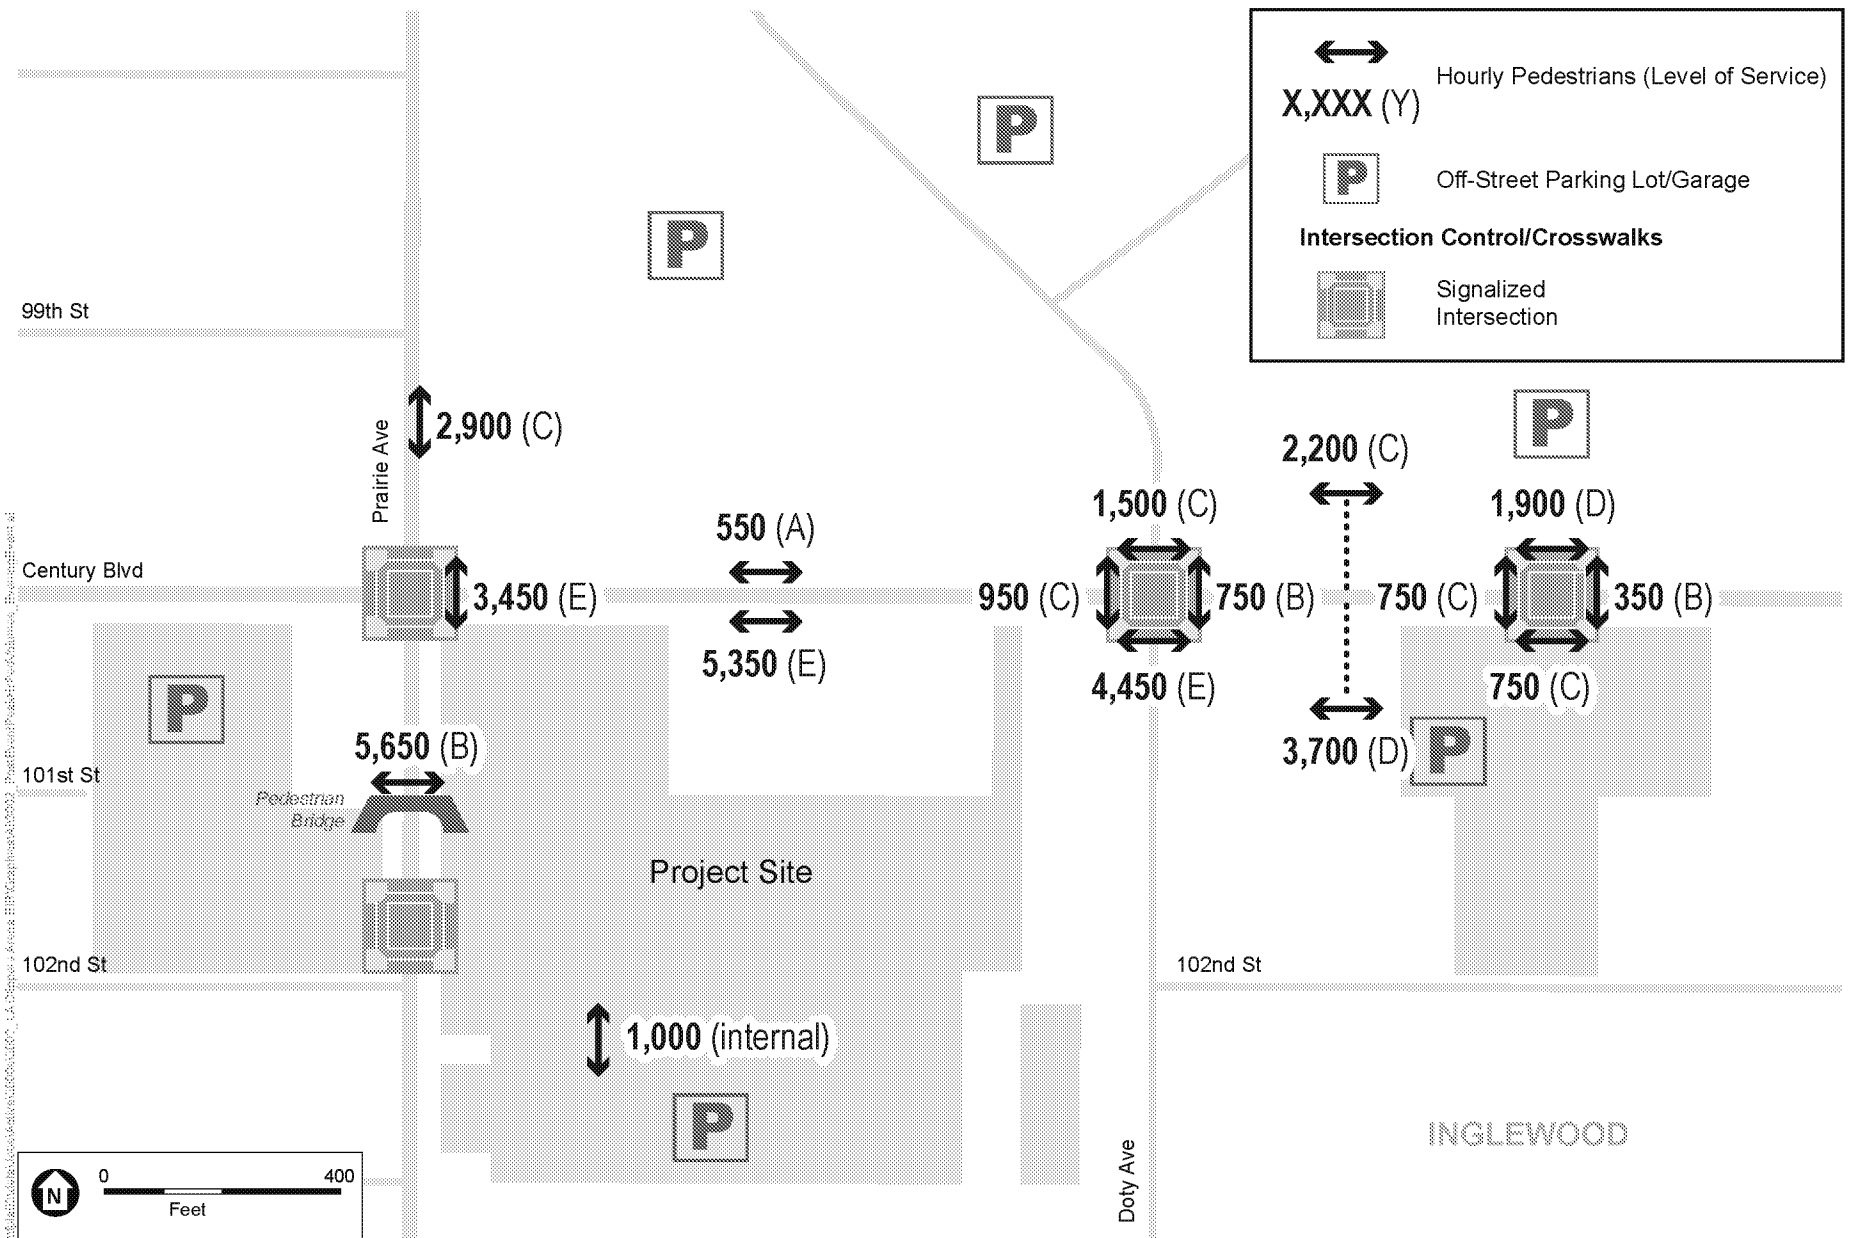 Hourly Pedestrians (Level of Service)
X,XXX (Y)
P
Off-Street Parking Lot/Garage
Intersection Control/Crosswalks
Signalized
Intersection
P
P
99th St
Prairie Ave
2,900 (C)
P
2,200 (C)
550 (A)
1,500 (C)
1,900 (D)
Century Blvd
3,450 (E)
950 (C)
750 (B)
750 (C)
350 (B)
5,350 (E)
4,450 (E)
750 (C)
P
5,650 (B)
3,700 (D)
P
101st St
Pedestrian
Bridge
Project Site
102nd St
102nd St
1,000 (internal)
P
INGLEWOOD
Doty Ave
N
0 400
Feet